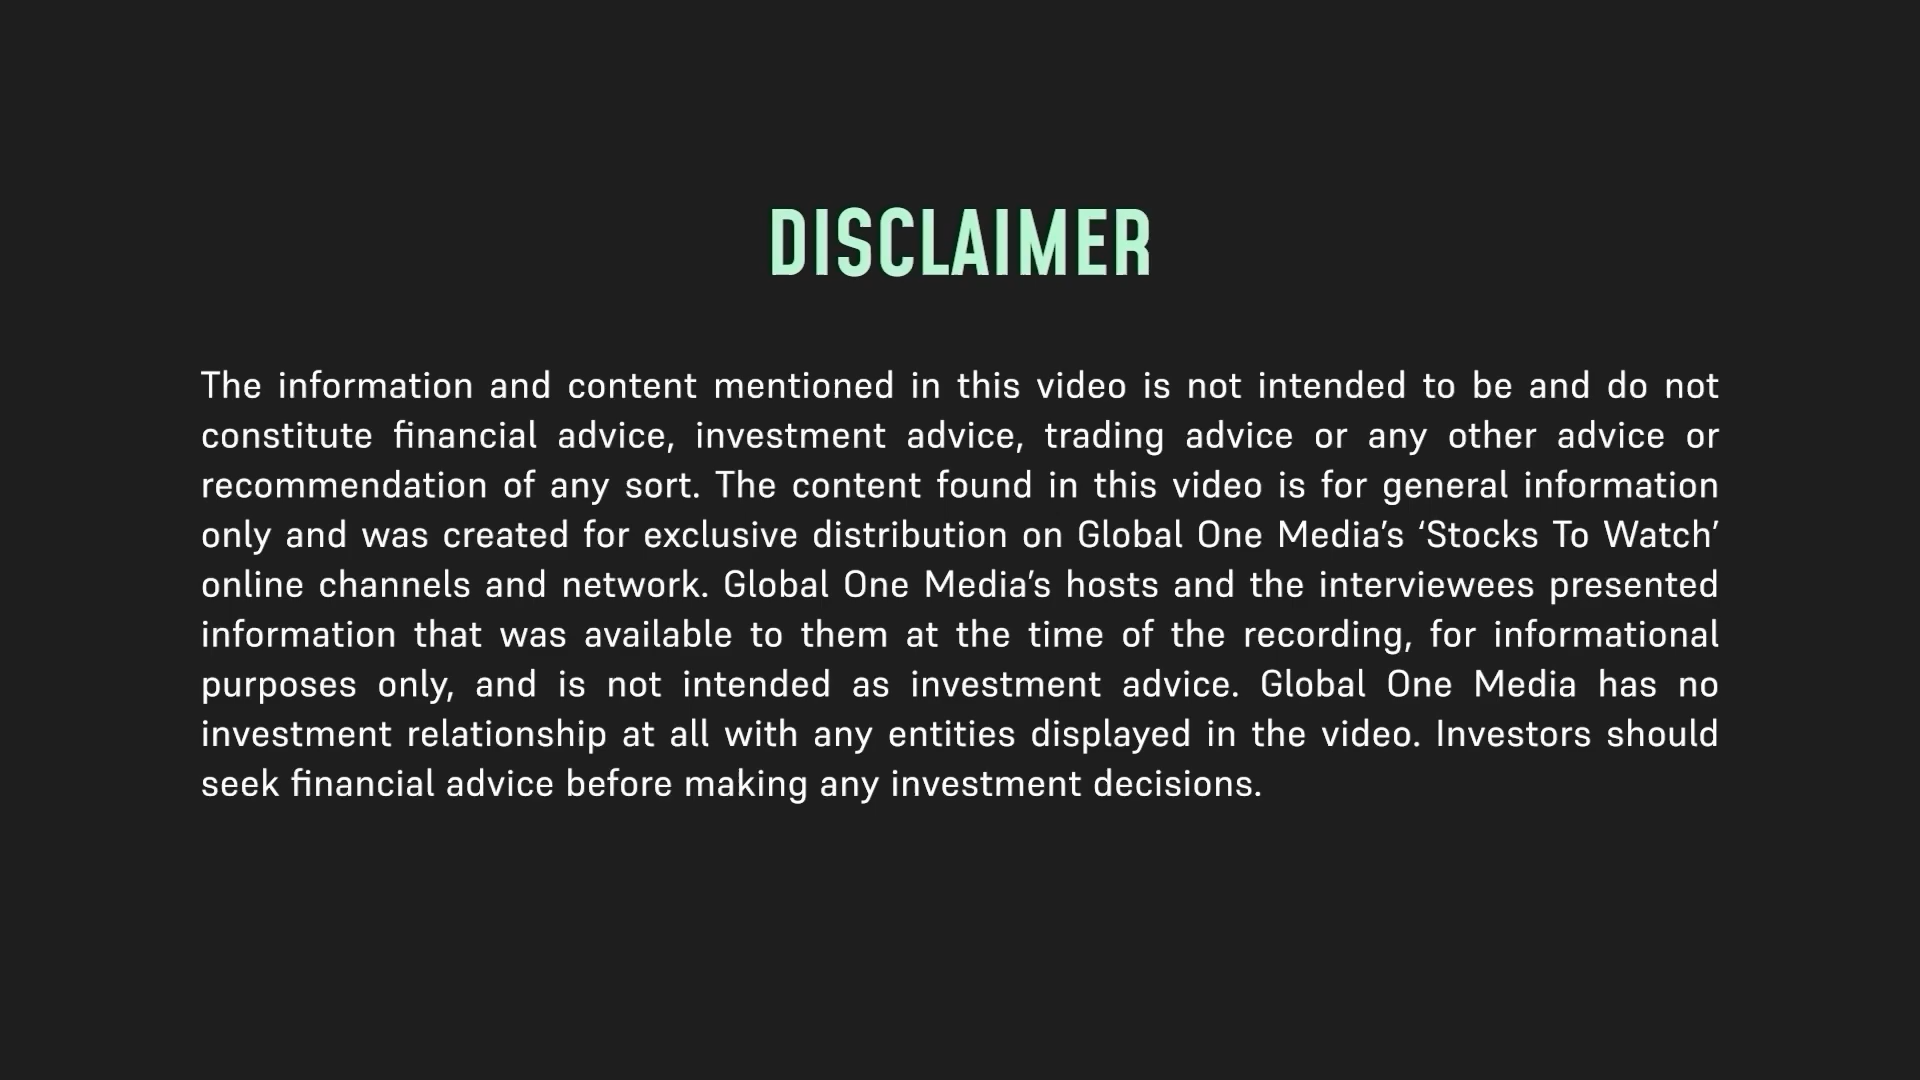 DISCLAIMER
The information and content mentioned in this video is not intended to be and do not
constitute financial advice, investment advice, trading advice or any other advice or
recommendation of any sort. The content found in this video is for general information
only and was created for exclusive distribution on Global One Media’s ‘Stocks To Watch’
online channels and network. Global One Media’s hosts and the interviewees presented
information that was available to them at the time of the recording, for informational
purposes only, and is not intended as investment advice. Global One Media has no
investment relationship at all with any entities displayed in the video. Investors should
seek financial advice before making any investment decisions.